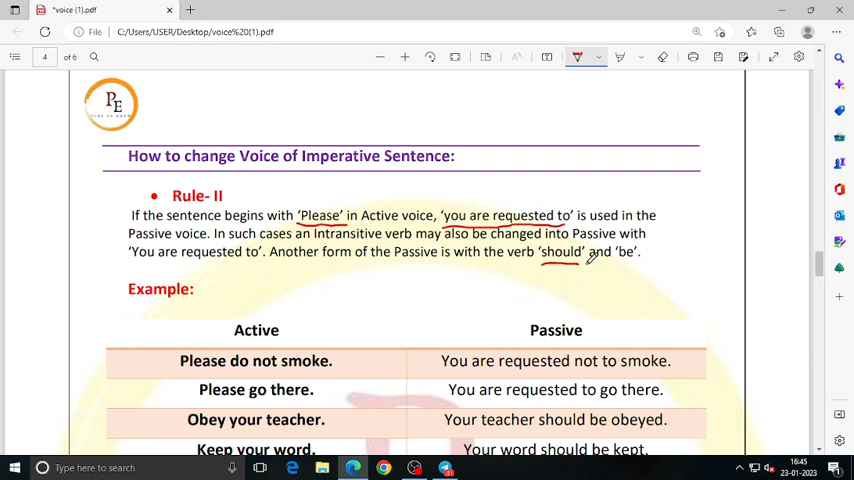 *voice (1).pdf
File
C:/Users/USER/Desktop/voice%20(1).pdf
4 of 6
PE
How to change Voice of Imperative Sentence:
• Rule- II
If the sentence begins with ‘Please’ in Active voice, ‘you are requested to’ is used in the
Passive voice. In such cases an Intransitive verb may also be changed into Passive with
‘You are requested to’. Another form of the Passive is with the verb ‘should’ and ‘be’.
Example:
Active Passive
Please do not smoke. You are requested not to smoke.
Please go there. You are requested to go there.
Obey your teacher. Your teacher should be obeyed.
Keep your word. Your word should be kept.
Type here to search
16:45
23-01-2023